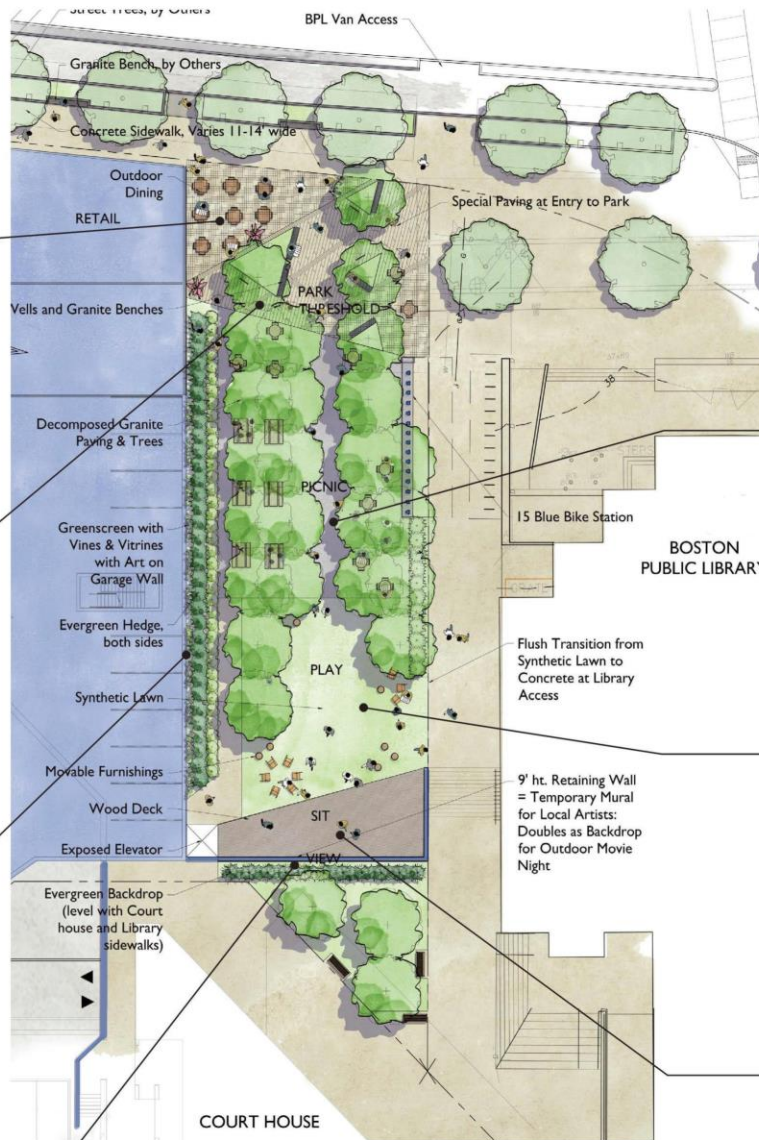 Street Trees, by Others
BPL Van Access
Granite Bench, by Others
Concrete Sidewalk, Varies 11-14' wide
Outdoor
Dining
RETAIL
Special Paving at Entry to Park
PARK
THRESHOLD
Vells and Granite Benches
38
Decomposed Granite
Paving & Trees
PICNIC
15 Blue Bike Station
Greenscreen with
Vines & Vitrines
with Art on
Garage Wall
BOSTON
PUBLIC LIBRARY
Evergreen Hedge,
both sides
Flush Transition from
Synthetic Lawn to
Concrete at Library
Access
PLAY
Synthetic Lawn
Movable Furnishings
9' ht. Retaining Wall
= Temporary Mural
for Local Artists:
Doubles as Backdrop
for Outdoor Movie
Night
Wood Deck
SIT
Exposed Elevator
VIEW
Evergreen Backdrop
(level with Court
house and Library
sidewalks)
COURT HOUSE